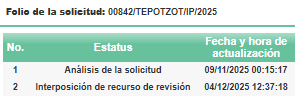 Folio de la solicitud: 00842/TEPOTZOT/IP/2025
No. Estatus Fecha y hora de actualización
1 Análisis de la solicitud 09/11/2025 00:15:17
2 Interposición de recurso de revisión 04/12/2025 12:37:18